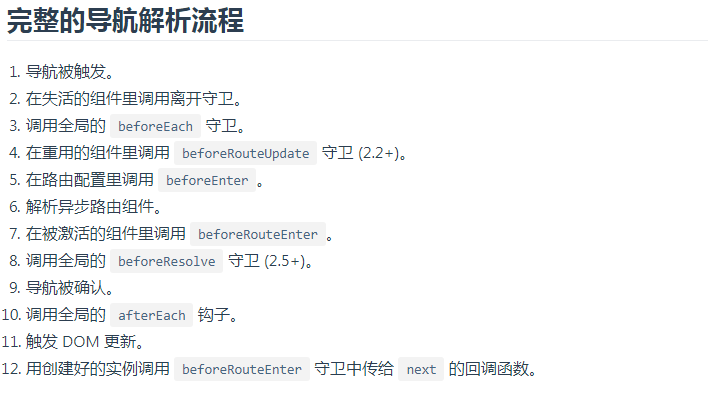 完整的导航解析流程
1. 导航被触发。
2. 在失活的组件里调用离开守卫。
3. 调用全局的 beforeEach 守卫。
4. 在重用的组件里调用 beforeRouteUpdate 守卫 (2.2+)。
5. 在路由配置里调用 beforeEnter 。
6. 解析异步路由组件。
7. 在被激活的组件里调用 beforeRouteEnter 。
8. 调用全局的 beforeResolve 守卫 (2.5+)。
9. 导航被确认。
10. 调用全局的 afterEach 钩子。
11. 触发 DOM 更新。
12. 用创建好的实例调用 beforeRouteEnter 守卫中传给 next 的回调函数。